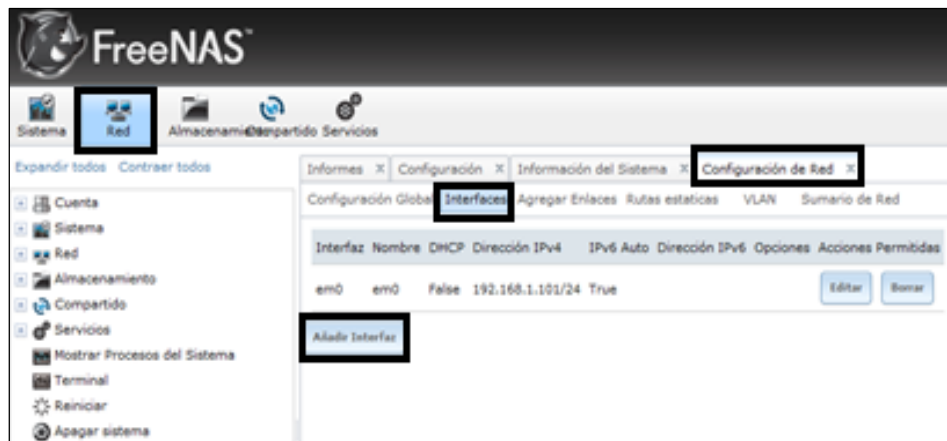 FreeNAS™
Sistema Red Almacenamiento Compartido Servicios
Expandir todos Contraer todos
Informes X Configuración X Información del Sistema X Configuración de Red X
Configuración Global Interfaces Agregar Enlaces Rutas estaticas VLAN Sumario de Red
Interfaz Nombre DHCP Dirección IPv4 IPv6 Auto Dirección IPv6 Opciones Acciones Permitidas
em0 em0 False 192.168.1.101/24 True Editar Borrar
Añadir Interfaz
Cuenta
Sistema
Red
Almacenamiento
Compartido
Servicios
Mostrar Procesos del Sistema
Terminal
Reiniciar
Apagar sistema